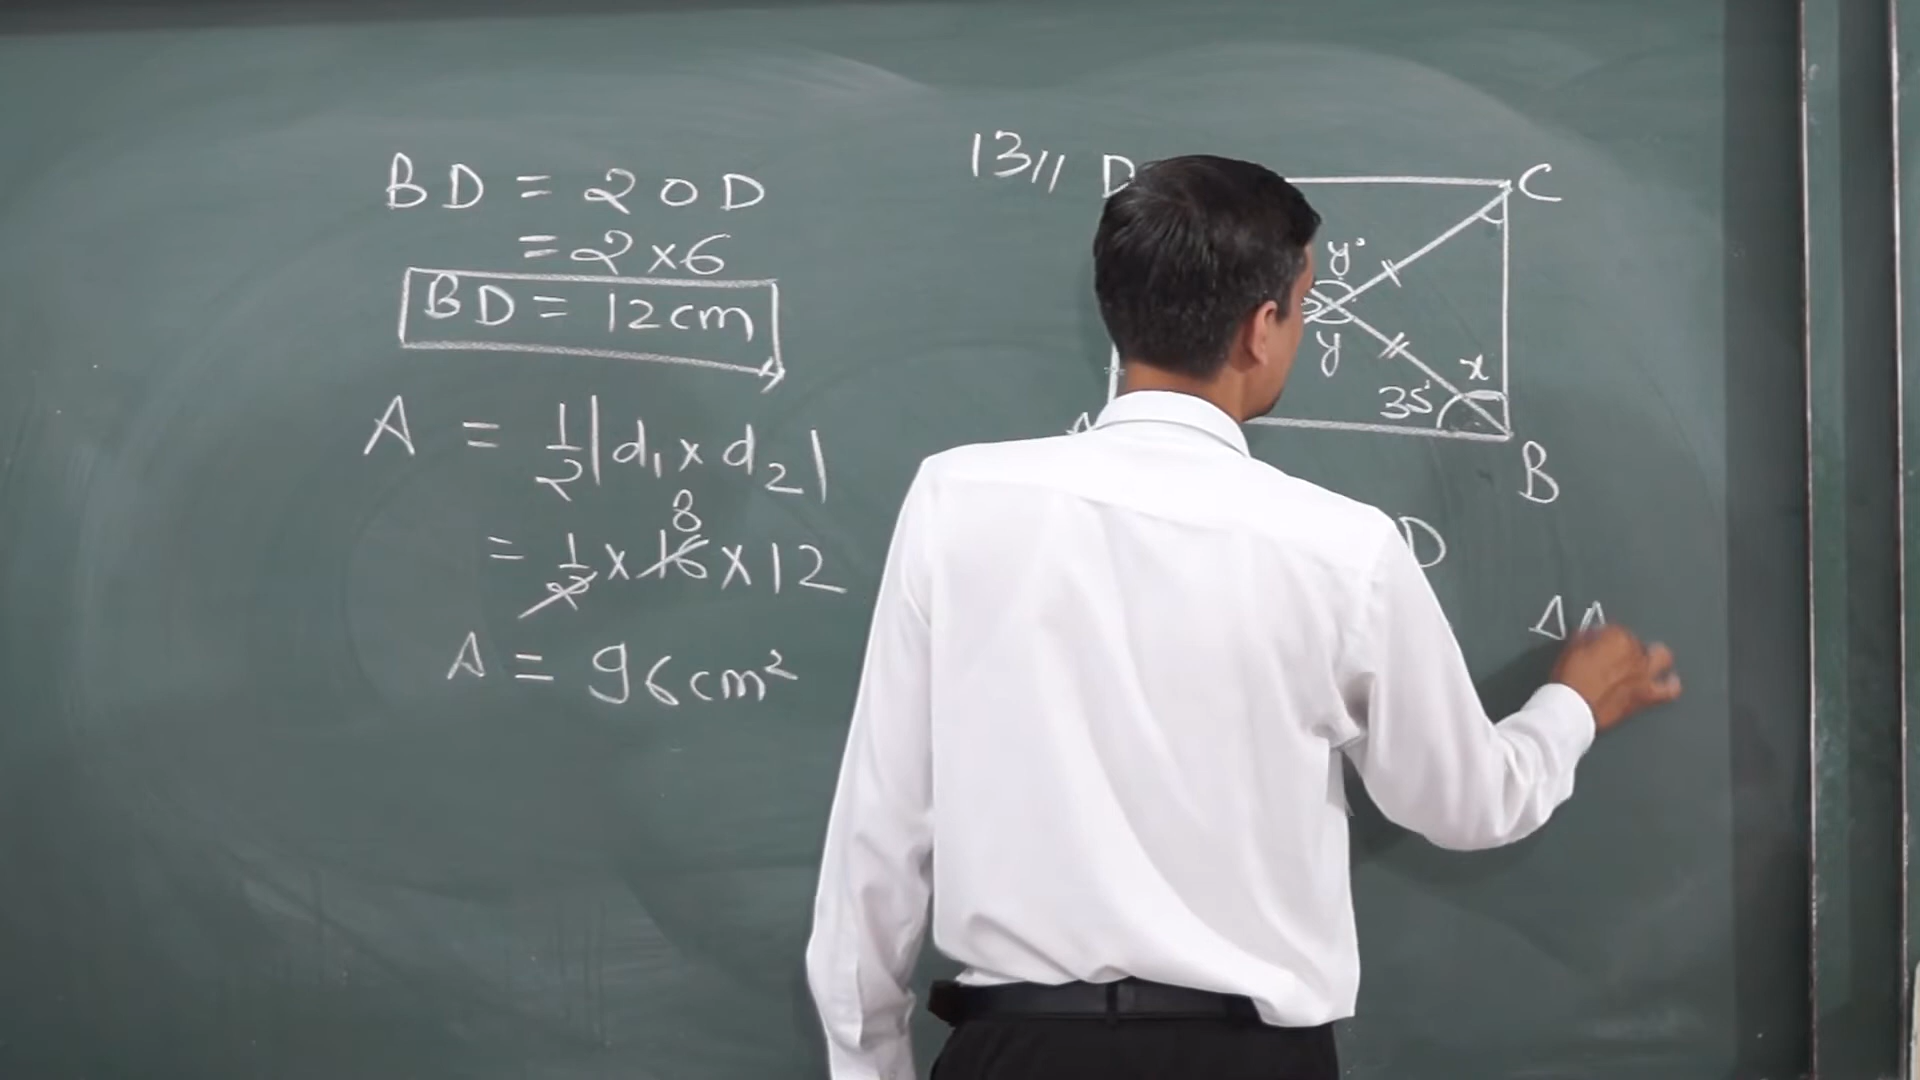 BD = 2OD
= 2×6
BD = 12cm
A = 1/2|d₁×d₂|
8
= 1/2×16×12
A = 96cm²
13// D
C
y°
y
x
35°
B
D
Δ A